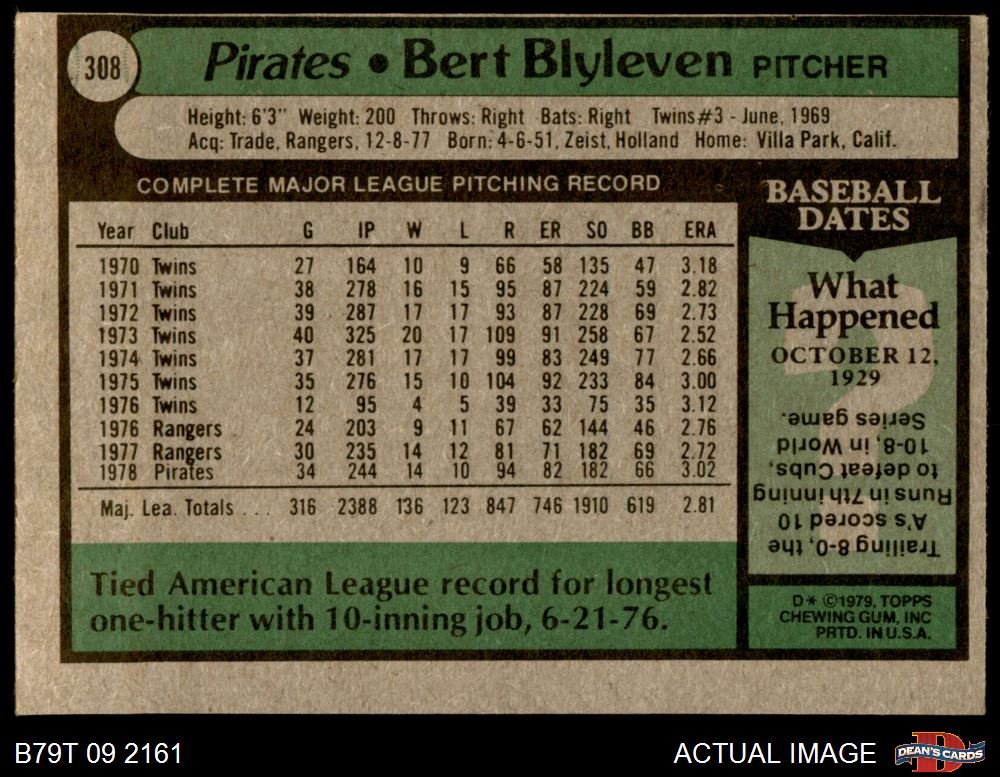 308
Pirates • Bert Blyleven PITCHER
Height: 6'3" Weight: 200 Throws: Right Bats: Right Twins #3 - June, 1969
Acq: Trade, Rangers, 12-8-77 Born: 4-6-51, Zeist, Holland Home: Villa Park, Calif.
COMPLETE MAJOR LEAGUE PITCHING RECORD
Year Club G IP W L R ER SO BB ERA
1970 Twins 27 164 10 9 66 58 135 47 3.18
1971 Twins 38 278 16 15 95 87 224 59 2.82
1972 Twins 39 287 17 17 93 87 228 69 2.73
1973 Twins 40 325 20 17 109 91 258 67 2.52
1974 Twins 37 281 17 17 99 83 249 77 2.66
1975 Twins 35 276 15 10 104 92 233 84 3.00
1976 Twins 12 95 4 5 39 33 75 35 3.12
1976 Rangers 24 203 9 11 67 62 144 46 2.76
1977 Rangers 30 235 14 12 81 71 182 69 2.72
1978 Pirates 34 244 14 10 94 82 182 66 3.02
Maj. Lea. Totals ... 316 2388 136 123 847 746 1910 619 2.81
Tied American League record for longest
one-hitter with 10-inning job, 6-21-76.
BASEBALL
DATES
What
Happened
OCTOBER 12,
1929
Trailing 8-0, the
A's scored 10
Runs in 7th inning
to defeat Cubs,
10-8, in World
Series game.
D* ©1979, TOPPS
CHEWING GUM, INC
PRTD. IN U.S.A.
B79T 09 2161
ACTUAL IMAGE
D
DEAN'S CARDS